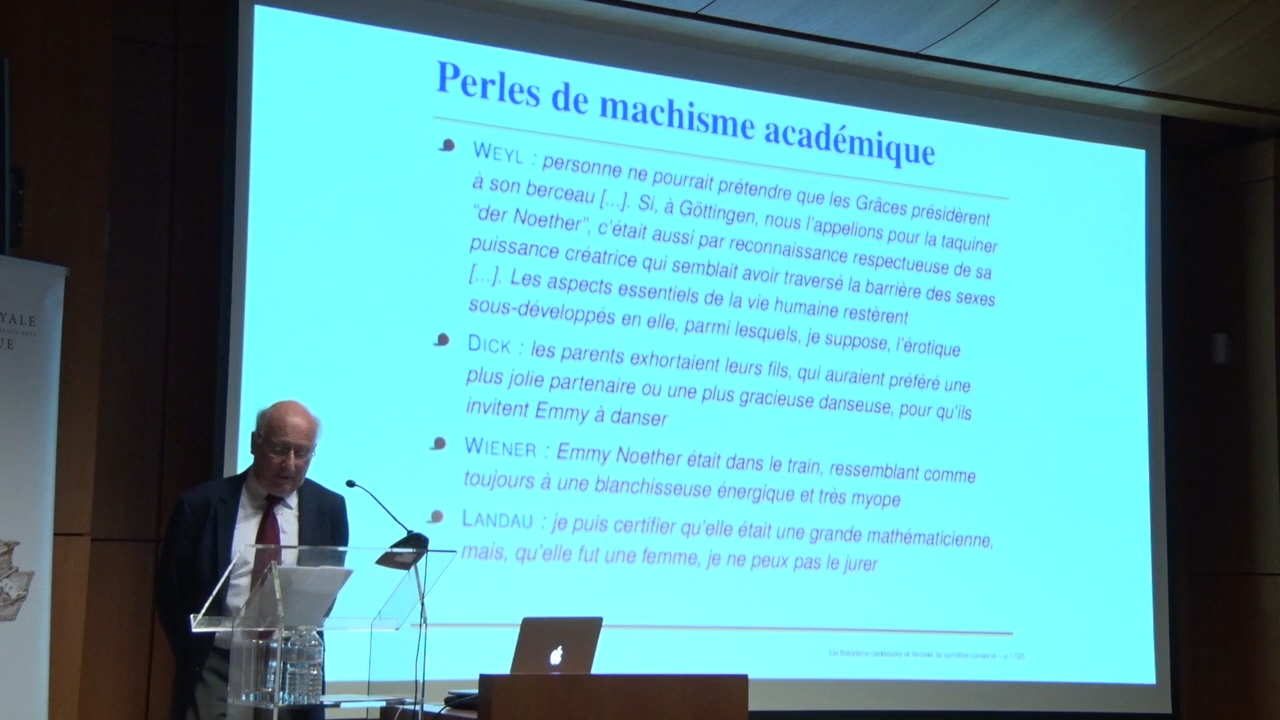 Perles de machisme académique
WEYL : personne ne pourrait prétendre que les Grâces présidèrent
à son berceau [...]. Si, à Göttingen, nous l'appelions pour la taquiner
"der Noether", c'était aussi par reconnaissance respectueuse de sa
puissance créatrice qui semblait avoir traversé la barrière des sexes
[...]. Les aspects essentiels de la vie humaine restèrent
sous-développés en elle, parmi lesquels, je suppose, l'érotique
DICK : les parents exhortaient leurs fils, qui auraient préféré une
plus jolie partenaire ou une plus gracieuse danseuse, pour qu'ils
invitent Emmy à danser
WIENER : Emmy Noether était dans le train, ressemblant comme
toujours à une blanchisseuse énergique et très myope
LANDAU : je puis certifier qu'elle était une grande mathématicienne,
mais, qu'elle fut une femme, je ne peux pas le jurer
YALE
UE